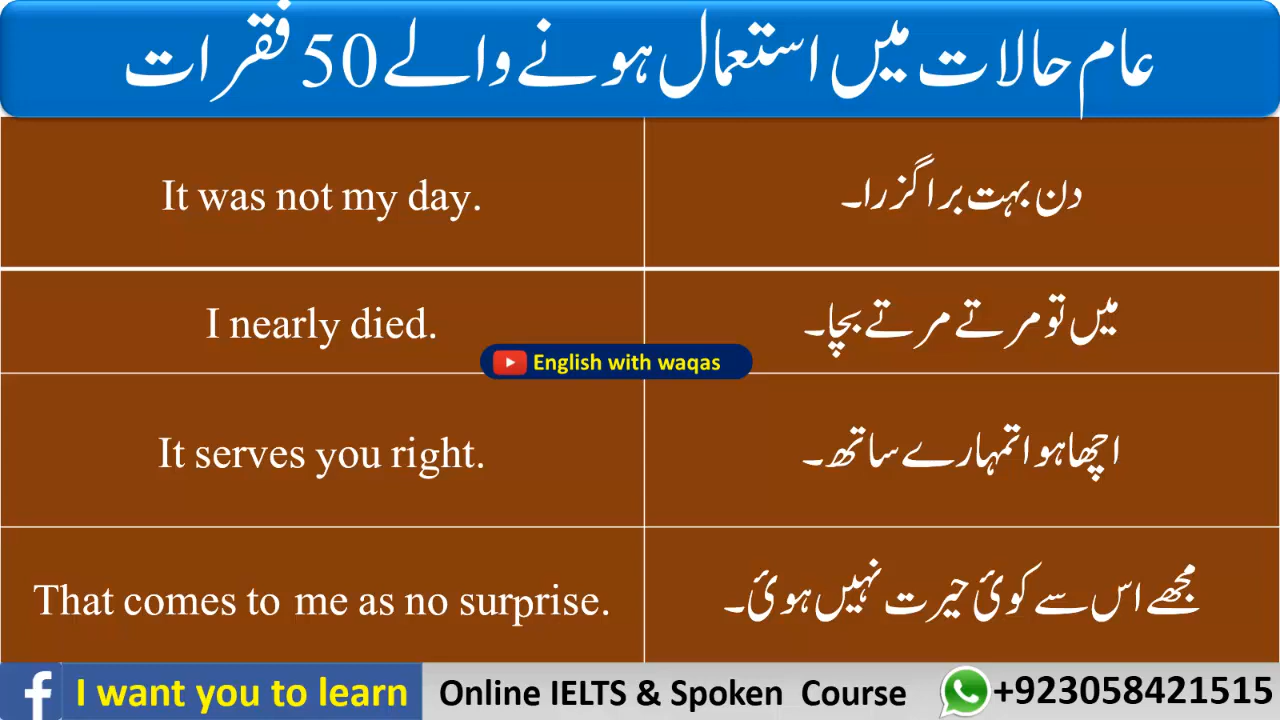 عام حالات میں استعمال ہونے والے 50 فقرات
It was not my day.
دن بہت برا گزرا۔
I nearly died.
میں تو مرتے مرتے بچا۔
English with waqas
It serves you right.
اچھا ہوا تمہارے ساتھ۔
That comes to me as no surprise.
مجھے اس سے کوئ حیرت نہیں ہوئ۔
I want you to learn
Online IELTS & Spoken Course
+923058421515